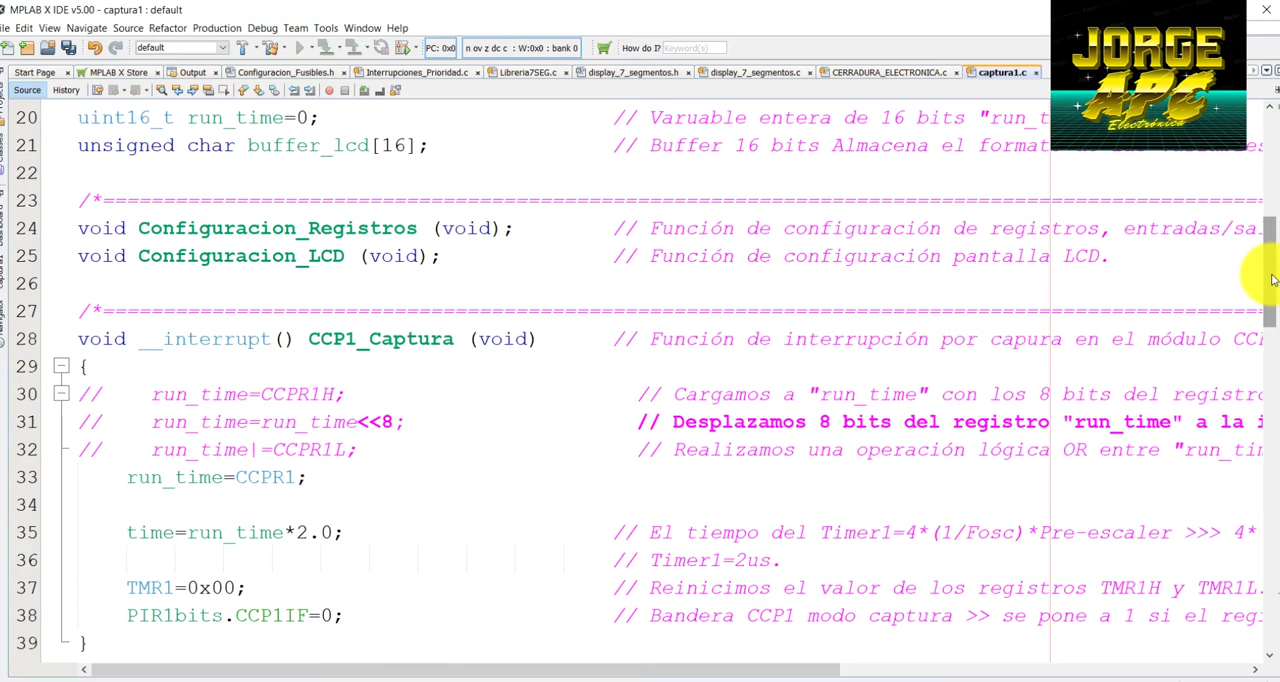 MPLAB X IDE v5.00 - captura1 : default
Edit View Navigate Source Refactor Production Debug Team Tools Window Help
default PC: 0x0 n ov z dc c : W:0x0 : bank 0 How do I? Keyword(s)
Start Page MPLAB X Store Output Configuracion_Fusibles.h Interrupciones_Prioridad.c Libreria7SEG.c display_7_segmentos.h display_7_segmentos.c CERRADURA_ELECTRONICA.c captura1.c
Source History
JORGE
APC
Electrónica
20 uint16_t run_time=0; // Varuable entera de 16 bits "run_t
21 unsigned char buffer_lcd[16]; // Buffer 16 bits Almacena el formato de las variables
22
23 /*=====================================================================================
24 void Configuracion_Registros (void); // Función de configuración de registros, entradas/sa
25 void Configuracion_LCD (void); // Función de configuración pantalla LCD.
26
27 /*=====================================================================================
28 void __interrupt() CCP1_Captura (void) // Función de interrupción por capura en el módulo CC
29 {
30 // run_time=CCPR1H; // Cargamos a "run_time" con los 8 bits del registr
31 // run_time=run_time<<8; // Desplazamos 8 bits del registro "run_time" a la i
32 // run_time|=CCPR1L; // Realizamos una operación lógica OR entre "run_ti
33 run_time=CCPR1;
34
35 time=run_time*2.0; // El tiempo del Timer1=4*(1/Fosc)*Pre-escaler >>> 4*
36 // Timer1=2us.
37 TMR1=0x00; // Reinicimos el valor de los registros TMR1H y TMR1L.
38 PIR1bits.CCP1IF=0; // Bandera CCP1 modo captura >> se pone a 1 si el reg
39 }